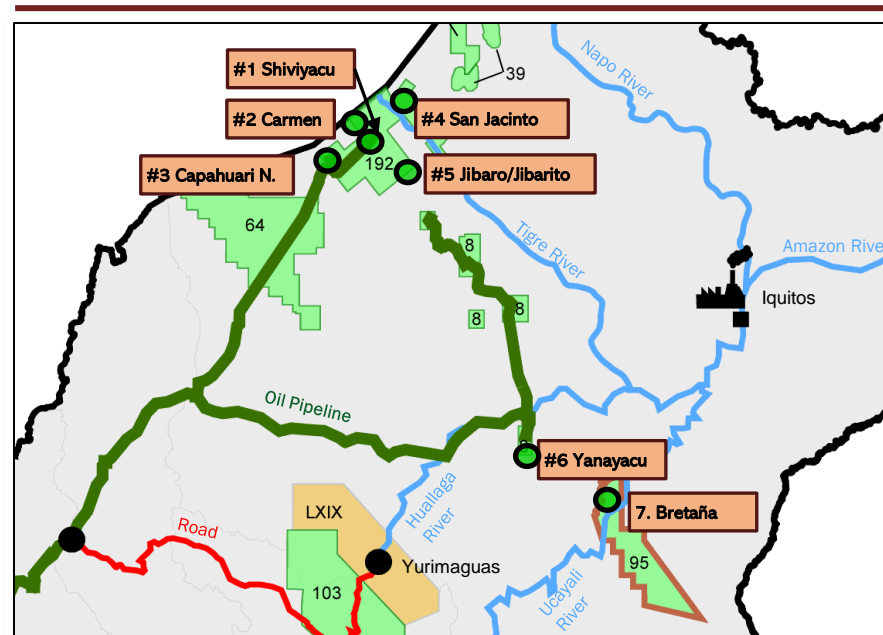 39
Napo River
#1 Shiviyacu
#2 Carmen
#4 San Jacinto
192
#3 Capahuari N.
#5 Jibaro/Jibarito
64
Tigre River
8
Amazon Rive
Iquitos
8
8
Oil Pipeline
8
#6 Yanayacu
Huallaga
River
LXIX
7. Bretaña
Road
95
Yurimaguas
103
Ucayali
River